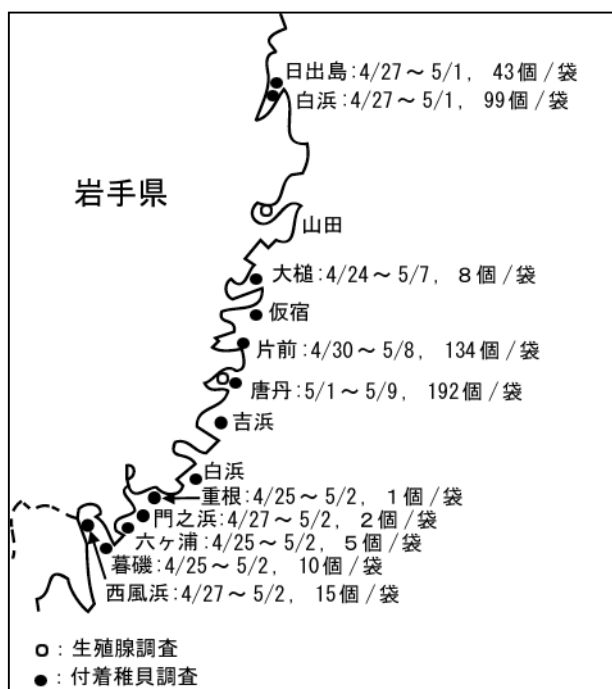 日出島:4/27～5/1, 43個/袋
白浜:4/27～5/1, 99個/袋
岩手県
山田
大槌:4/24～5/7, 8個/袋
仮宿
片前:4/30～5/8, 134個/袋
唐丹:5/1～5/9, 192個/袋
吉浜
白浜
重根:4/25～5/2, 1個/袋
門之浜:4/27～5/2, 2個/袋
六ヶ浦:4/25～5/2, 5個/袋
暮磯:4/25～5/2, 10個/袋
西風浜:4/27～5/2, 15個/袋
：生殖腺調査
：付着稚貝調査